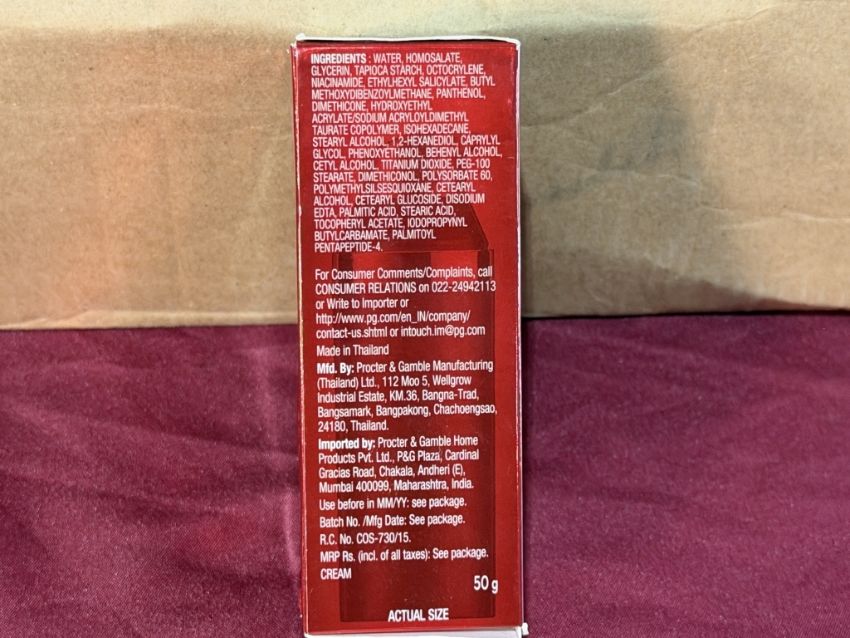 INGREDIENTS : WATER, HOMOSALATE,
GLYCERIN, TAPIOCA STARCH, OCTOCRYLENE,
NIACINAMIDE, ETHYLHEXYL SALICYLATE, BUTYL
METHOXYDIBENZOYLMETHANE, PANTHENOL,
DIMETHICONE, HYDROXYETHYL
ACRYLATE/SODIUM ACRYLOYLDIMETHYL
TAURATE COPOLYMER, ISOHEXADECANE,
STEARYL ALCOHOL, 1,2-HEXANEDIOL, CAPRYLYL
GLYCOL, PHENOXYETHANOL, BEHENYL ALCOHOL,
CETYL ALCOHOL, TITANIUM DIOXIDE, PEG-100
STEARATE, DIMETHICONOL, POLYSORBATE 60,
POLYMETHYLSILSESQUIOXANE, CETEARYL
ALCOHOL, CETEARYL GLUCOSIDE, DISODIUM
EDTA, PALMITIC ACID, STEARIC ACID,
TOCOPHERYL ACETATE, IODOPROPYNYL
BUTYLCARBAMATE, PALMITOYL
PENTAPEPTIDE-4.
For Consumer Comments/Complaints, call
CONSUMER RELATIONS on 022-24942113
or Write to Importer or
http://www.pg.com/en_IN/company/
contact-us.shtml or intouch.im@pg.com
Made in Thailand
Mfd. By: Procter & Gamble Manufacturing
(Thailand) Ltd., 112 Moo 5, Wellgrow
Industrial Estate, KM.36, Bangna-Trad,
Bangsamark, Bangpakong, Chachoengsao,
24180, Thailand.
Imported by: Procter & Gamble Home
Products Pvt. Ltd., P&G Plaza, Cardinal
Gracias Road, Chakala, Andheri (E),
Mumbai 400099, Maharashtra, India.
Use before in MM/YY: see package.
Batch No. /Mfg Date: See package.
R.C. No. COS-730/15.
MRP Rs. (incl. of all taxes): See package.
CREAM
50 g
ACTUAL SIZE